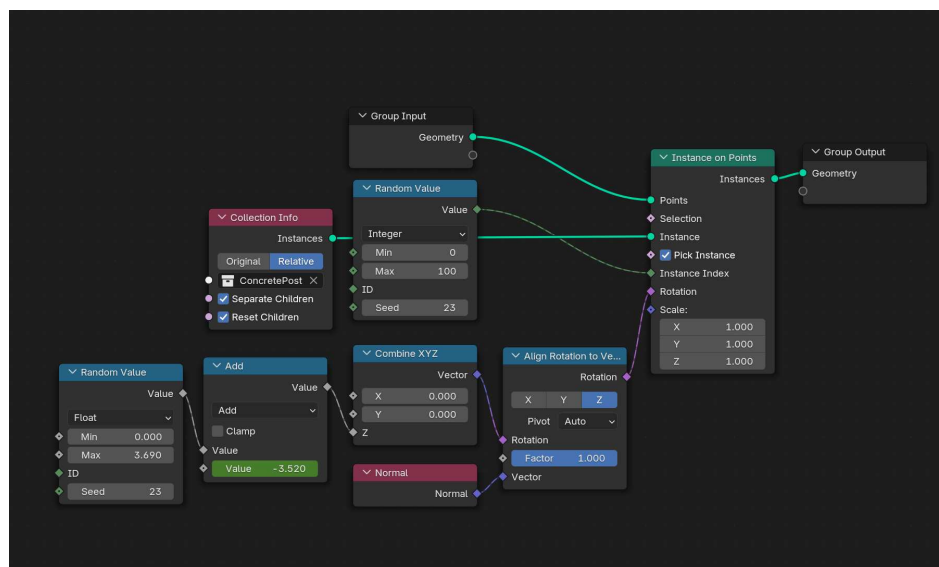 Group Input
Geometry
Random Value
Value
Integer
Min 0
Max 100
ID
Seed 23
Collection Info
Instances
Original Relative
ConcretePost
Separate Children
Reset Children
Instance on Points
Instances
Points
Selection
Instance
Pick Instance
Instance Index
Rotation
Scale:
X 1.000
Y 1.000
Z 1.000
Group Output
Geometry
Random Value
Value
Float
Min 0.000
Max 3.690
ID
Seed 23
Add
Value
Add
Clamp
Value
Value -3.520
Combine XYZ
Vector
X 0.000
Y 0.000
Z
Normal
Normal
Align Rotation to Ve...
Rotation
X Y Z
Pivot Auto
Rotation
Factor 1.000
Vector